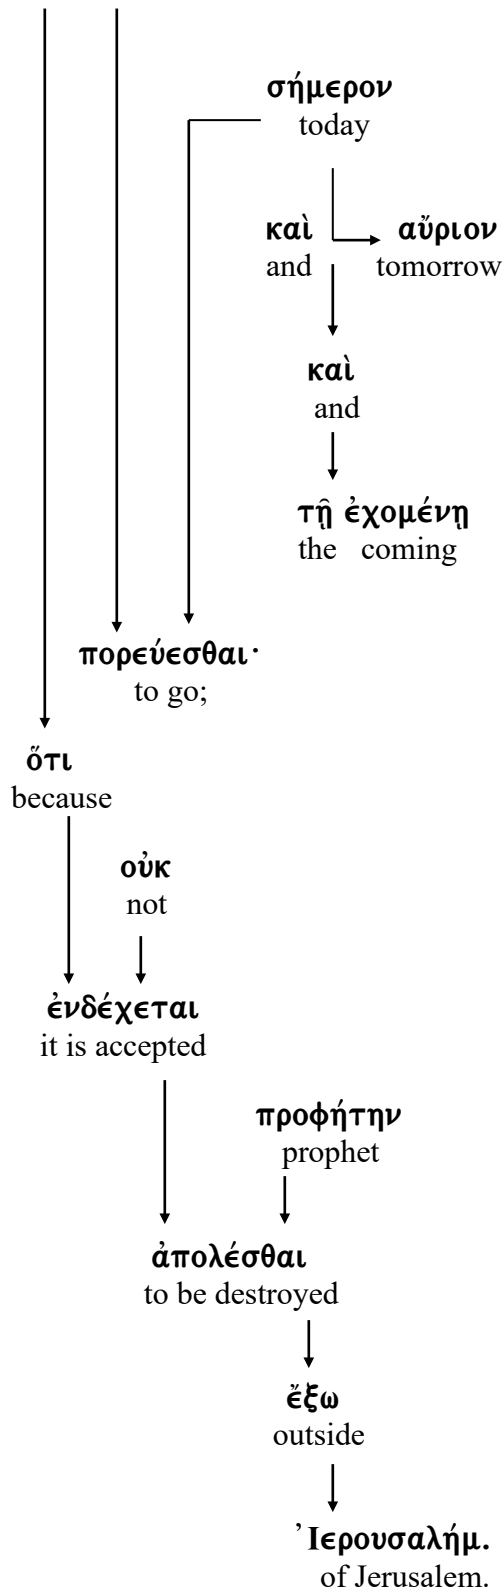 σήμερον
today
καὶ αὔριον
and tomorrow
καὶ
and
τῇ ἐχομένῃ
the coming
πορεύεσθαι·
to go;
ὅτι
because
οὐκ
not
ἐνδέχεται
it is accepted
προφήτην
prophet
ἀπολέσθαι
to be destroyed
ἔξω
outside
Ἰερουσαλήμ.
of Jerusalem.